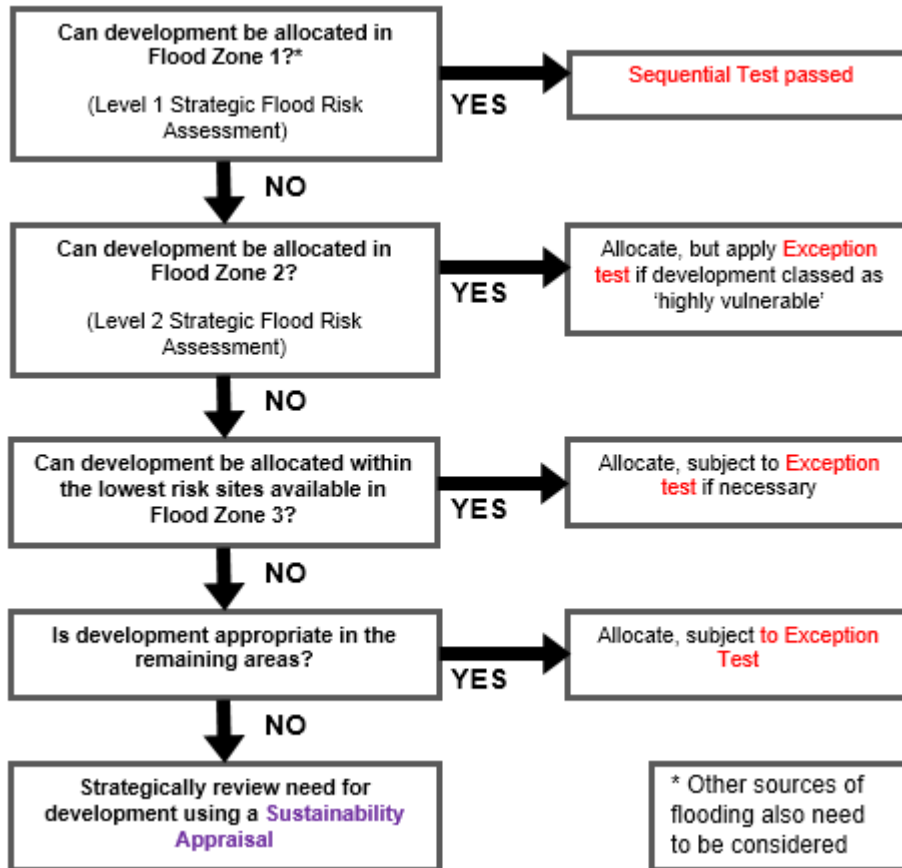 Can development be allocated in
Flood Zone 1?*
(Level 1 Strategic Flood Risk
Assessment)
YES
Sequential Test passed
NO
Can development be allocated in
Flood Zone 2?
(Level 2 Strategic Flood Risk
Assessment)
YES
Allocate, but apply Exception
test if development classed as
‘highly vulnerable’
NO
Can development be allocated within
the lowest risk sites available in
Flood Zone 3?
YES
Allocate, subject to Exception
test if necessary
NO
Is development appropriate in the
remaining areas?
YES
Allocate, subject to Exception
Test
NO
Strategically review need for
development using a Sustainability
Appraisal
* Other sources of
flooding also need
to be considered